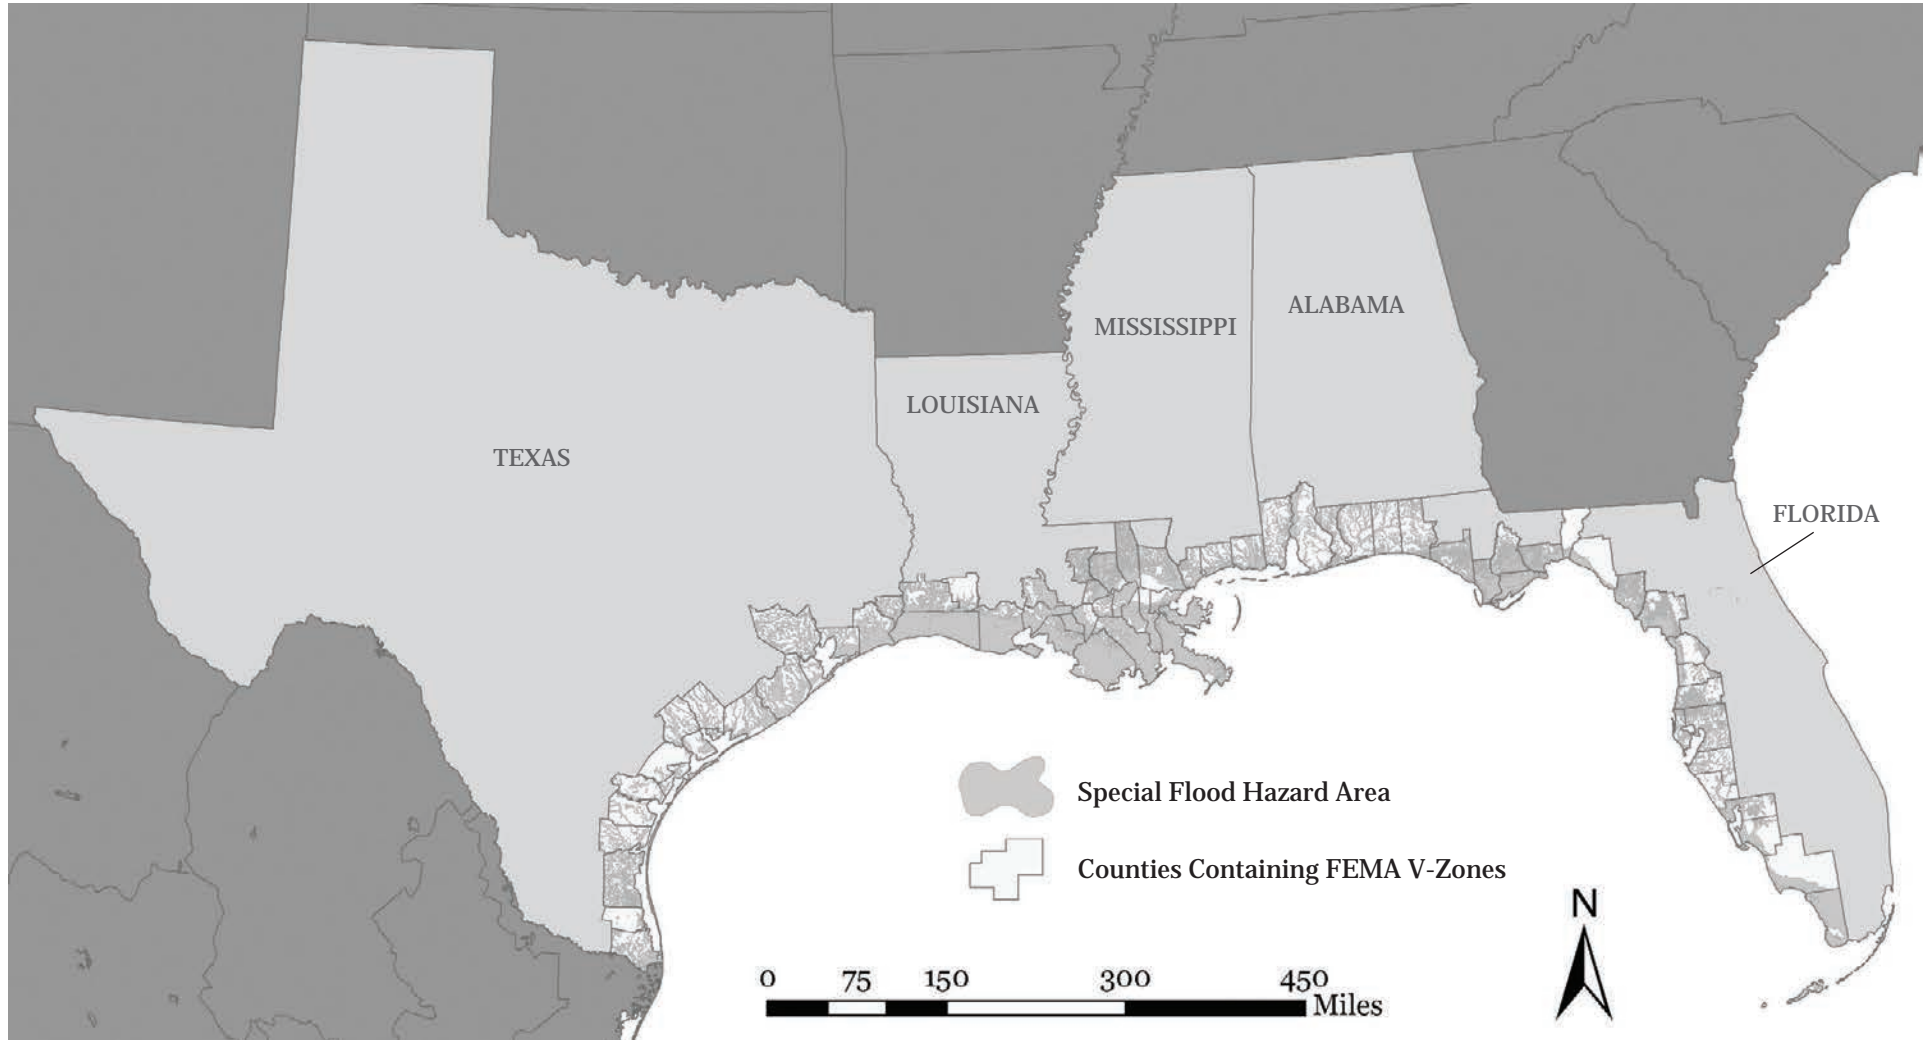 MISSISSIPPI
ALABAMA
LOUISIANA
TEXAS
FLORIDA
Special Flood Hazard Area
Counties Containing FEMA V-Zones
N
0 75 150 300 450
Miles